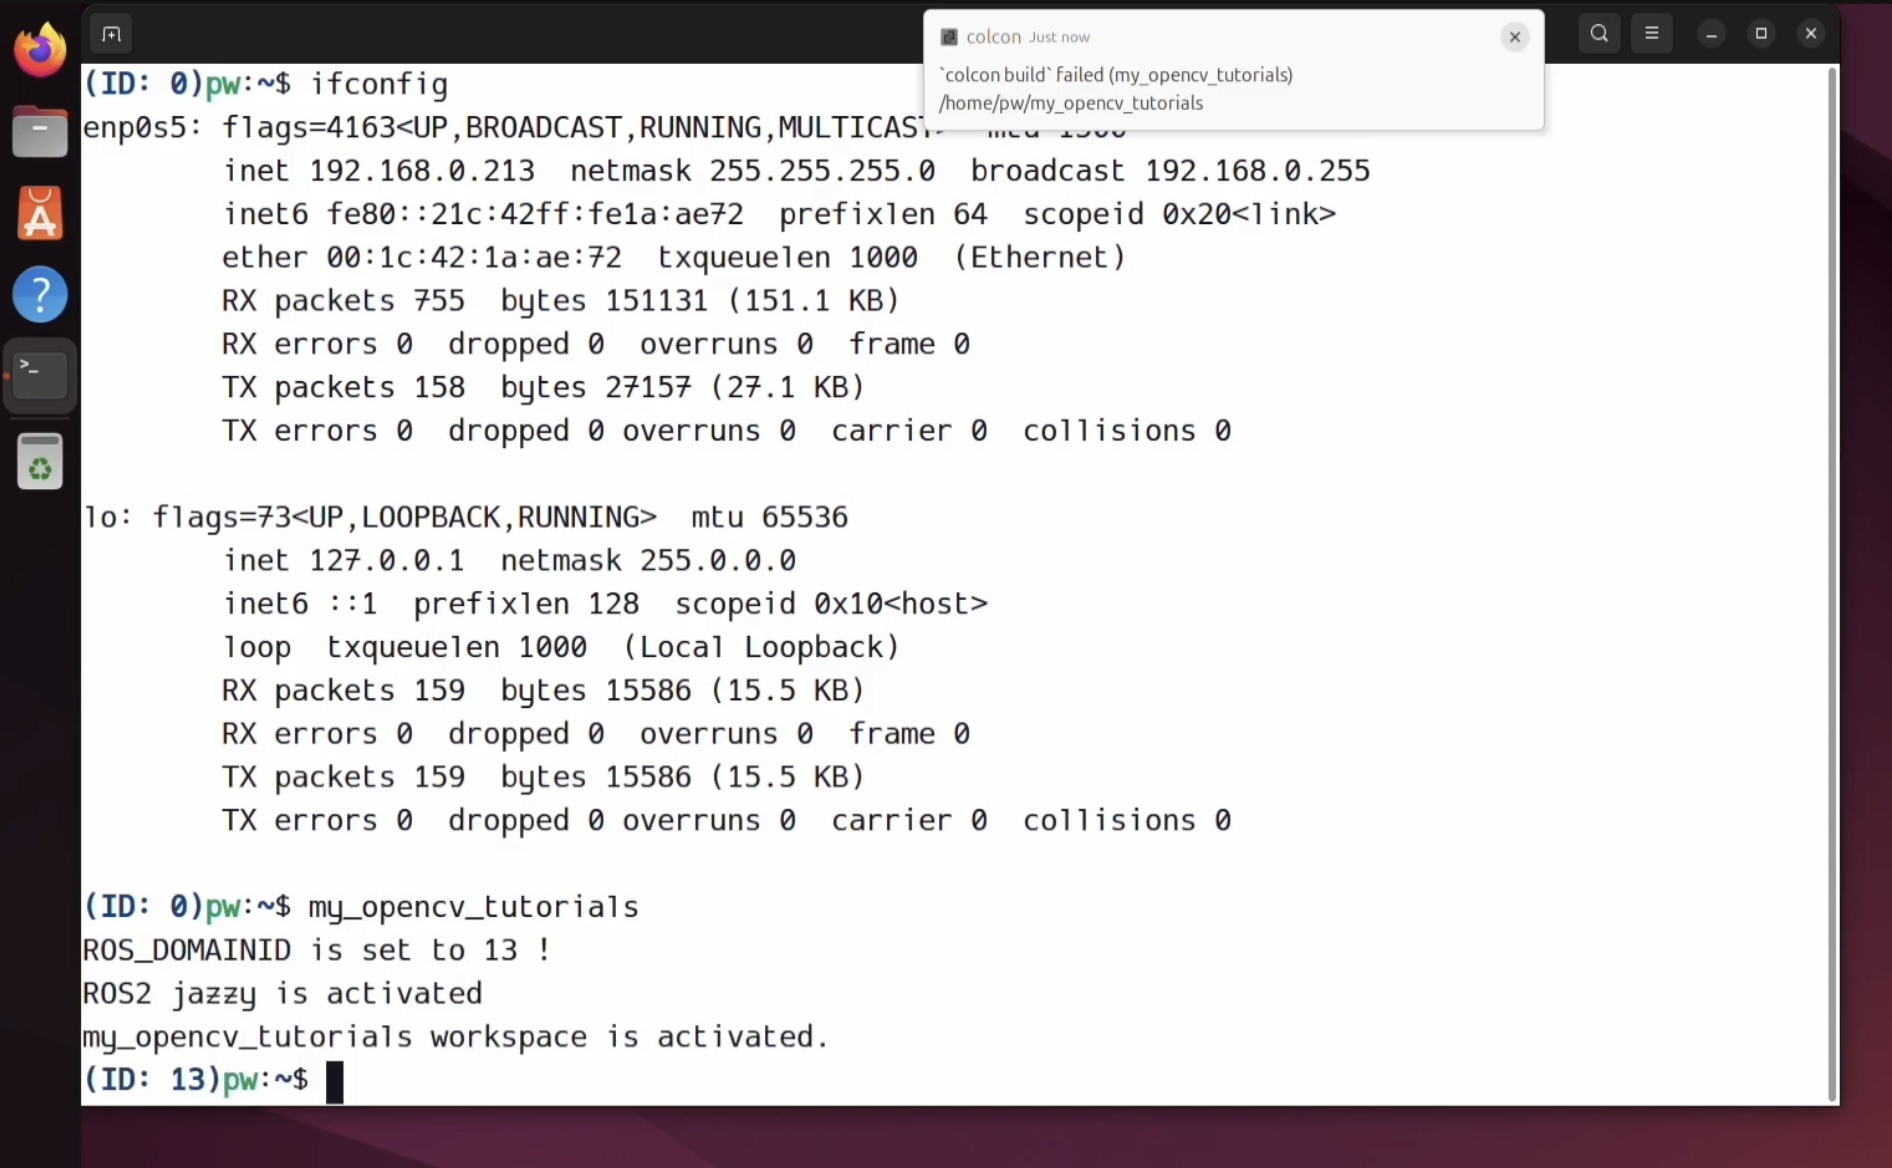 colcon Just now
`colcon build` failed (my_opencv_tutorials)
/home/pw/my_opencv_tutorials
(ID: 0)pw:~$ ifconfig
enp0s5: flags=4163<UP,BROADCAST,RUNNING,MULTICAST>
inet 192.168.0.213  netmask 255.255.255.0  broadcast 192.168.0.255
inet6 fe80::21c:42ff:fe1a:ae72  prefixlen 64  scopeid 0x20<link>
ether 00:1c:42:1a:ae:72  txqueuelen 1000  (Ethernet)
RX packets 755  bytes 151131 (151.1 KB)
RX errors 0  dropped 0  overruns 0  frame 0
TX packets 158  bytes 27157 (27.1 KB)
TX errors 0  dropped 0 overruns 0  carrier 0  collisions 0
lo: flags=73<UP,LOOPBACK,RUNNING>  mtu 65536
inet 127.0.0.1  netmask 255.0.0.0
inet6 ::1  prefixlen 128  scopeid 0x10<host>
loop  txqueuelen 1000  (Local Loopback)
RX packets 159  bytes 15586 (15.5 KB)
RX errors 0  dropped 0  overruns 0  frame 0
TX packets 159  bytes 15586 (15.5 KB)
TX errors 0  dropped 0 overruns 0  carrier 0  collisions 0
(ID: 0)pw:~$ my_opencv_tutorials
ROS_DOMAINID is set to 13 !
ROS2 jazzy is activated
my_opencv_tutorials workspace is activated.
(ID: 13)pw:~$